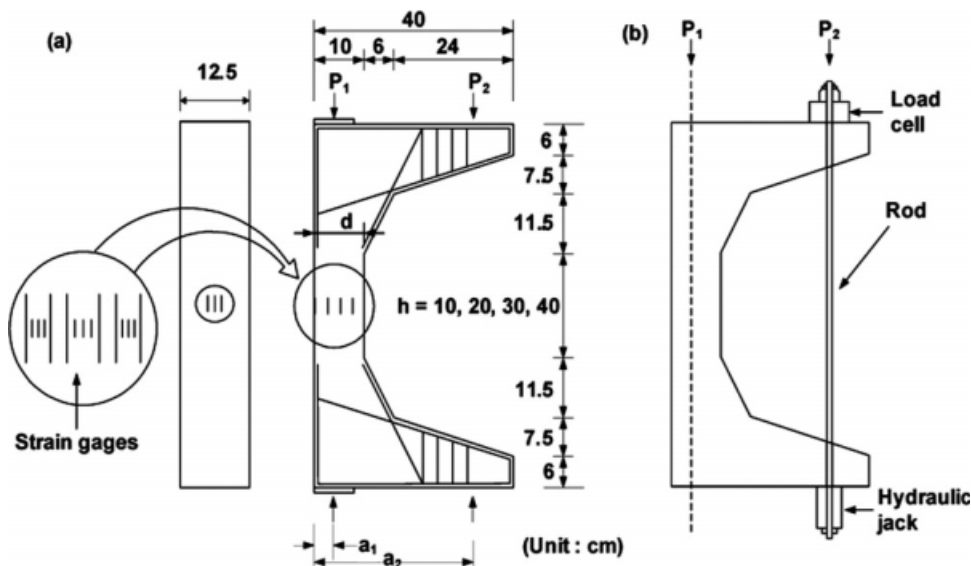 (a)
40
10
6
24
12.5
P1
P2
6
7.5
11.5
d
h = 10, 20, 30, 40
11.5
7.5
6
Strain gages
a1
a2
(Unit : cm)
(b)
P1
P2
Load
cell
Rod
Hydraulic
jack